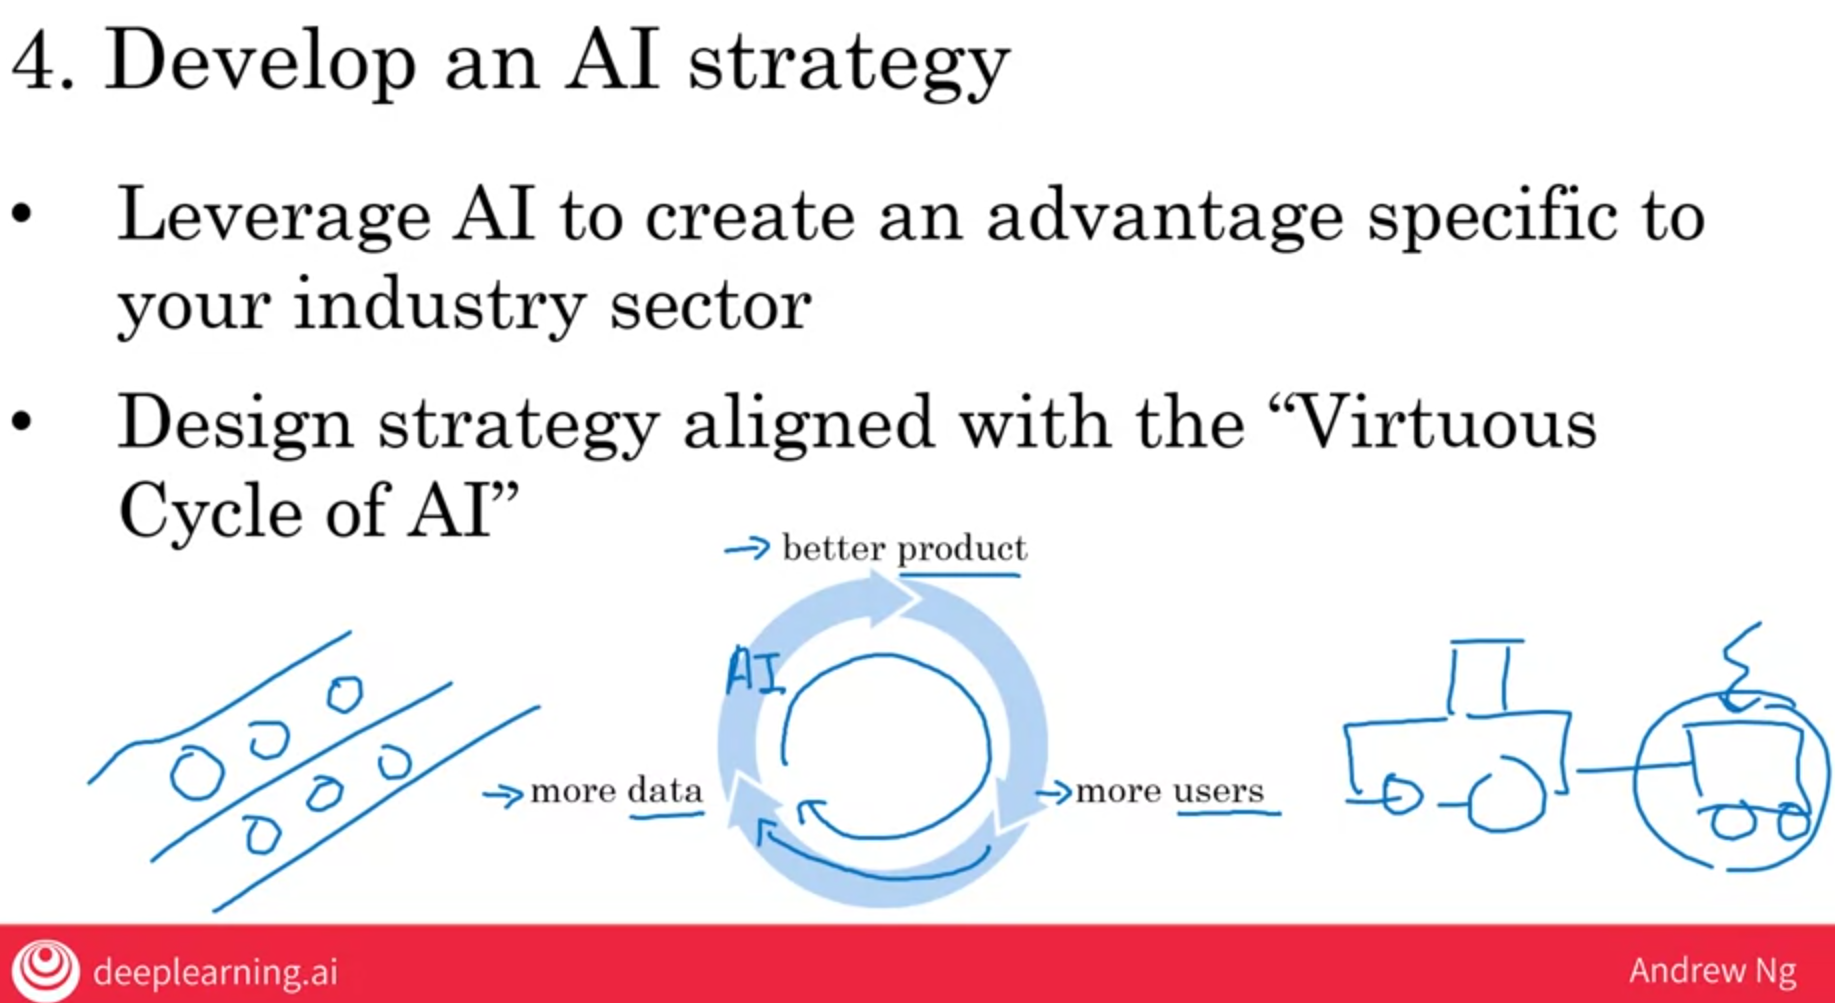 4. Develop an AI strategy
• Leverage AI to create an advantage specific to
your industry sector
• Design strategy aligned with the “Virtuous
Cycle of AI”
→ better product
AI
→ more data
→ more users
deeplearning.ai
Andrew Ng